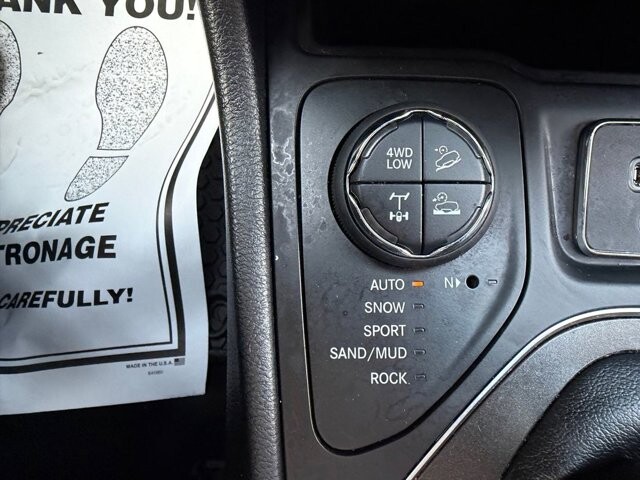 ANK YOU!
PRECIATE
TRONAGE
CAREFULLY!
MADE IN THE U.S.A.
4WD
LOW
AUTO
N
SNOW
SPORT
SAND/MUD
ROCK